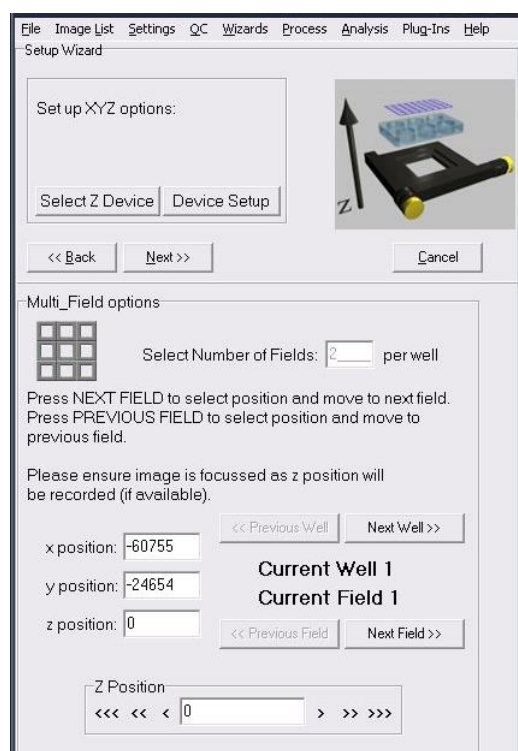 File Image List Settings QC Wizards Process Analysis Plug-Ins Help
Setup Wizard
Set up XYZ options:
Select Z Device Device Setup
Z
<< Back Next >> Cancel
Multi_Field options
Select Number of Fields: 2 per well
Press NEXT FIELD to select position and move to next field.
Press PREVIOUS FIELD to select position and move to
previous field.
Please ensure image is focussed as z position will
be recorded (if available).
<< Previous Well Next Well >>
x position: -60755
Current Well 1
y position: -24654
Current Field 1
z position: 0
<< Previous Field Next Field >>
Z Position
<<< << < 0 > >> >>>